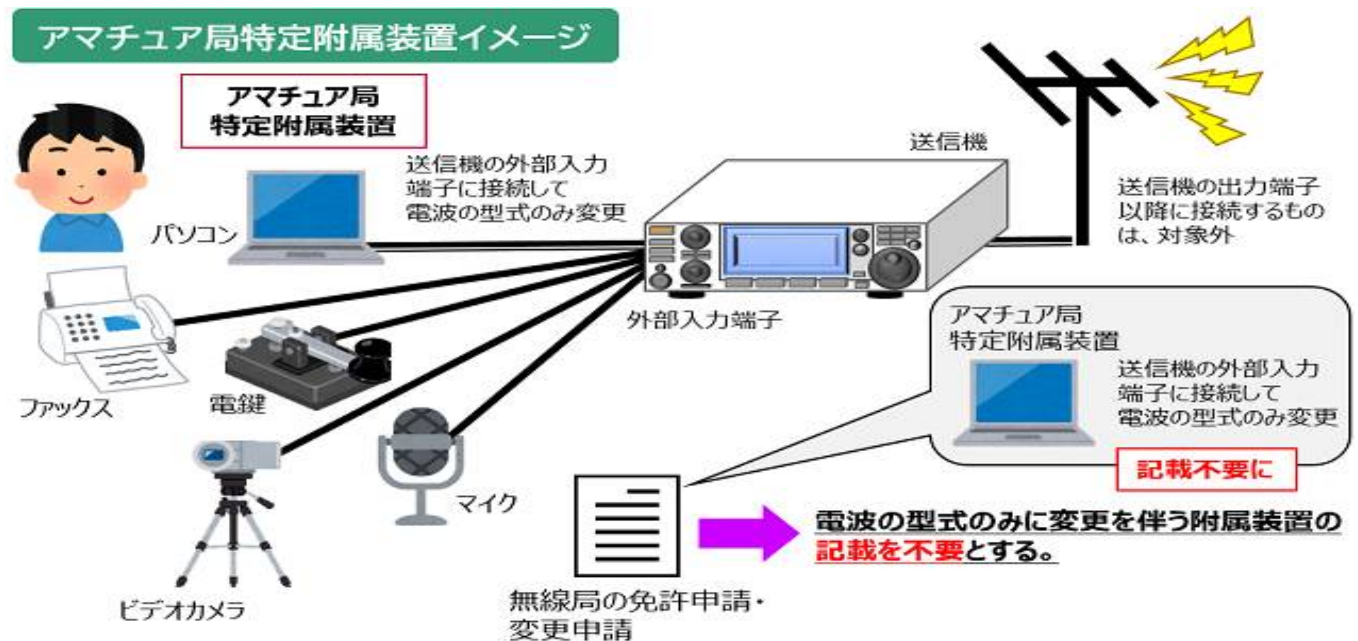 アマチュア局特定附属装置イメージ
アマチュア局
特定附属装置
送信機の外部入力
端子に接続して
電波の型式のみ変更
パソコン
ファックス
電鍵
ビデオカメラ
マイク
外部入力端子
送信機
送信機の出力端子
以降に接続するもの
は、対象外
アマチュア局
特定附属装置
送信機の外部入力
端子に接続して
電波の型式のみ変更
記載不要に
電波の型式のみに変更を伴う附属装置の
記載を不要とする。
無線局の免許申請・
変更申請